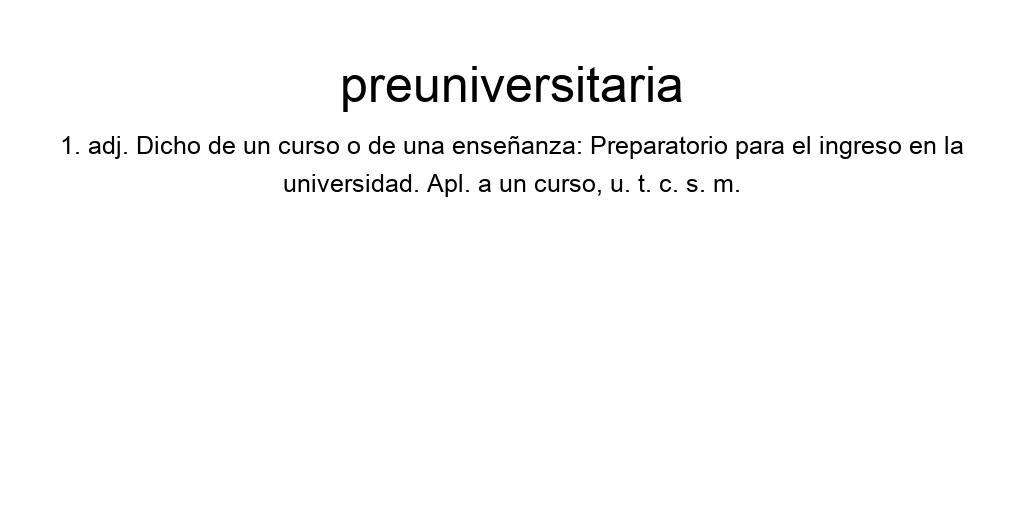 preuniversitaria
1. adj. Dicho de un curso o de una enseñanza: Preparatorio para el ingreso en la
universidad. Apl. a un curso, u. t. c. s. m.